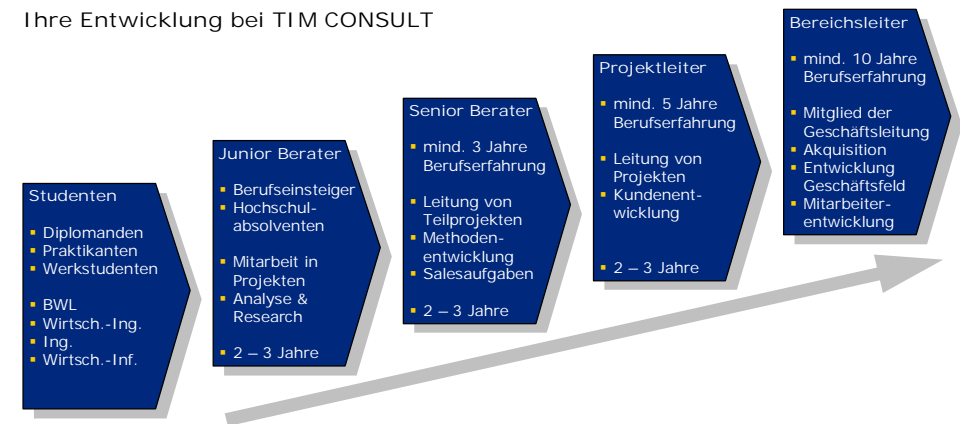 Ihre Entwicklung bei TIM CONSULT
Studenten
Diplomanden
Praktikanten
Werkstudenten
BWL
Wirtsch.-Ing.
Ing.
Wirtsch.-Inf.
Junior Berater
Berufseinsteiger
Hochschul-
absolventen
Mitarbeit in
Projekten
Analyse &
Research
2 – 3 Jahre
Senior Berater
mind. 3 Jahre
Berufserfahrung
Leitung von
Teilprojekten
Methoden-
entwicklung
Salesaufgaben
2 – 3 Jahre
Projektleiter
mind. 5 Jahre
Berufserfahrung
Leitung von
Projekten
Kundenent-
wicklung
2 – 3 Jahre
Bereichsleiter
mind. 10 Jahre
Berufserfahrung
Mitglied der
Geschäftsleitung
Akquisition
Entwicklung
Geschäftsfeld
Mitarbeiter-
entwicklung